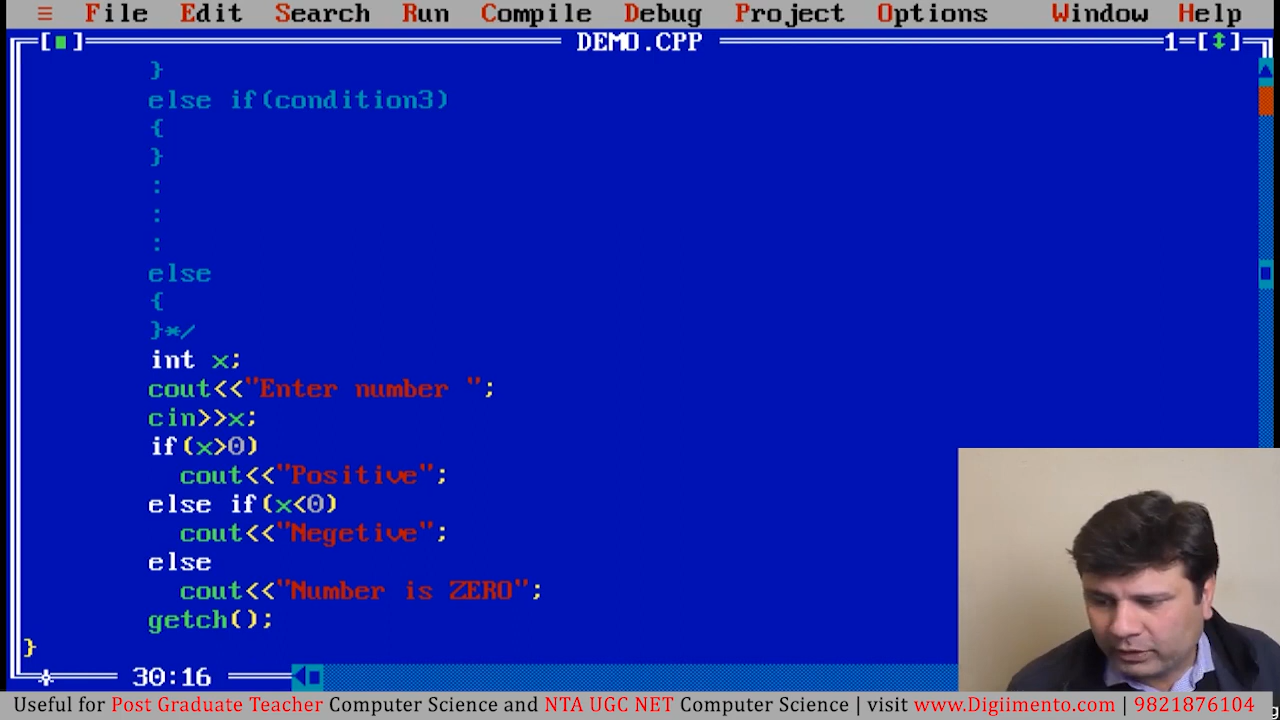 ≡ File Edit Search Run Compile Debug Project Options Window Help
[■] DEMO.CPP 1=[↕]
}
else if(condition3)
{
}
:
:
:
else
{
}*/
int x;
cout<<"Enter number ";
cin>>x;
if(x>0)
cout<<"Positive";
else if(x<0)
cout<<"Negetive";
else
cout<<"Number is ZERO";
getch();
}
30:16
Useful for Post Graduate Teacher Computer Science and NTA UGC NET Computer Science | visit www.Digiimento.com | 9821876104